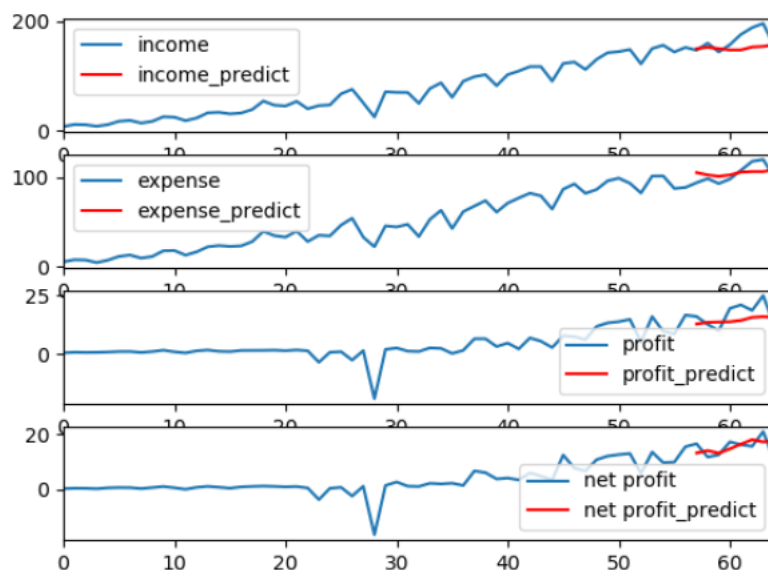 200
100
0
income
income_predict
0 10 20 30 40 50 60
100
0
expense
expense_predict
0 10 20 30 40 50 60
25
0
profit
profit_predict
0 10 20 30 40 50 60
20
0
net profit
net profit_predict
0 10 20 30 40 50 60